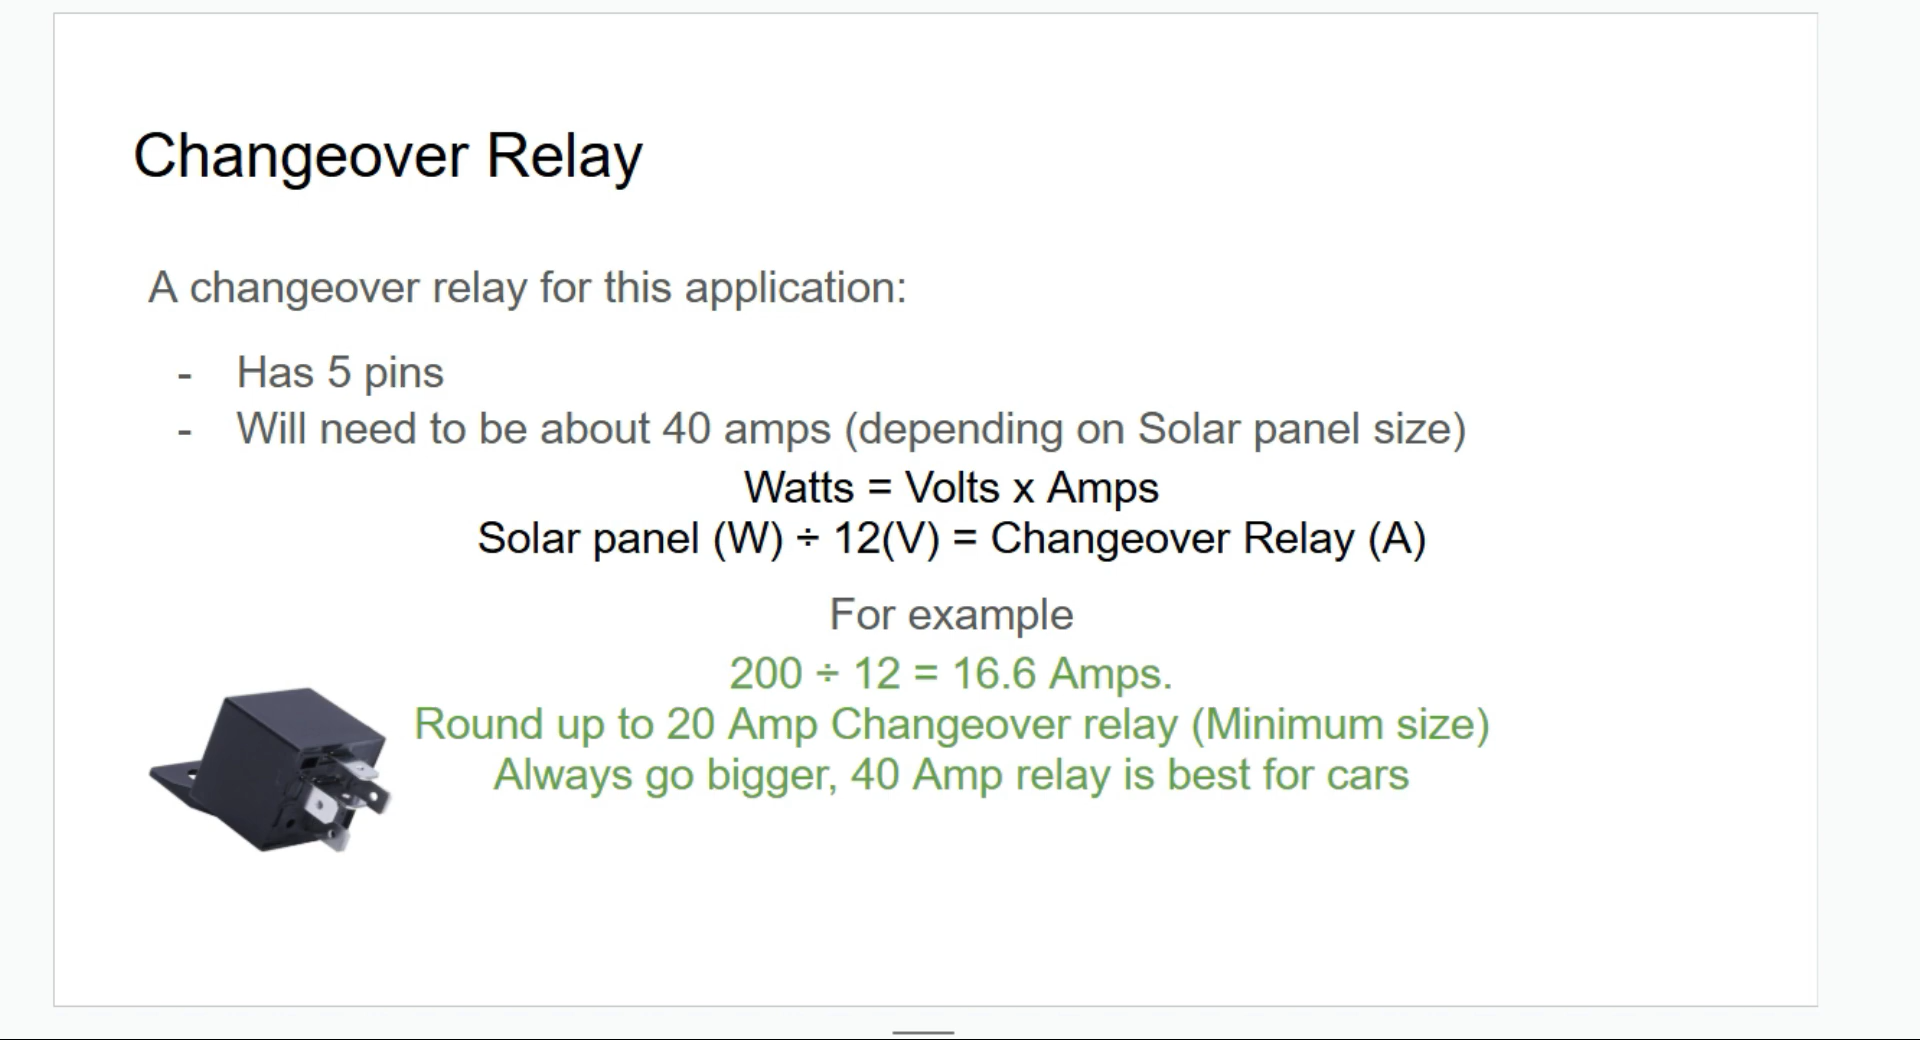 Changeover Relay
A changeover relay for this application:
- Has 5 pins
- Will need to be about 40 amps (depending on Solar panel size)
Watts = Volts x Amps
Solar panel (W) ÷ 12(V) = Changeover Relay (A)
For example
200 ÷ 12 = 16.6 Amps.
Round up to 20 Amp Changeover relay (Minimum size)
Always go bigger, 40 Amp relay is best for cars